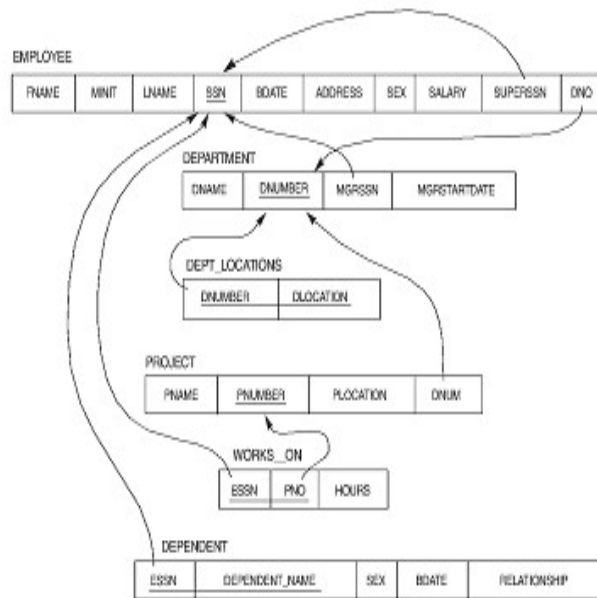 EMPLOYEE
FNAME MINIT LNAME SSN BDATE ADDRESS SEX SALARY SUPERSSN DNO
DEPARTMENT
DNAME DNUMBER MGRSSN MGRSTARTDATE
DEPT_LOCATIONS
DNUMBER DLOCATION
PROJECT
PNAME PNUMBER PLOCATION DNUM
WORKS_ON
ESSN PNO HOURS
DEPENDENT
ESSN DEPENDENT_NAME SEX BDATE RELATIONSHIP